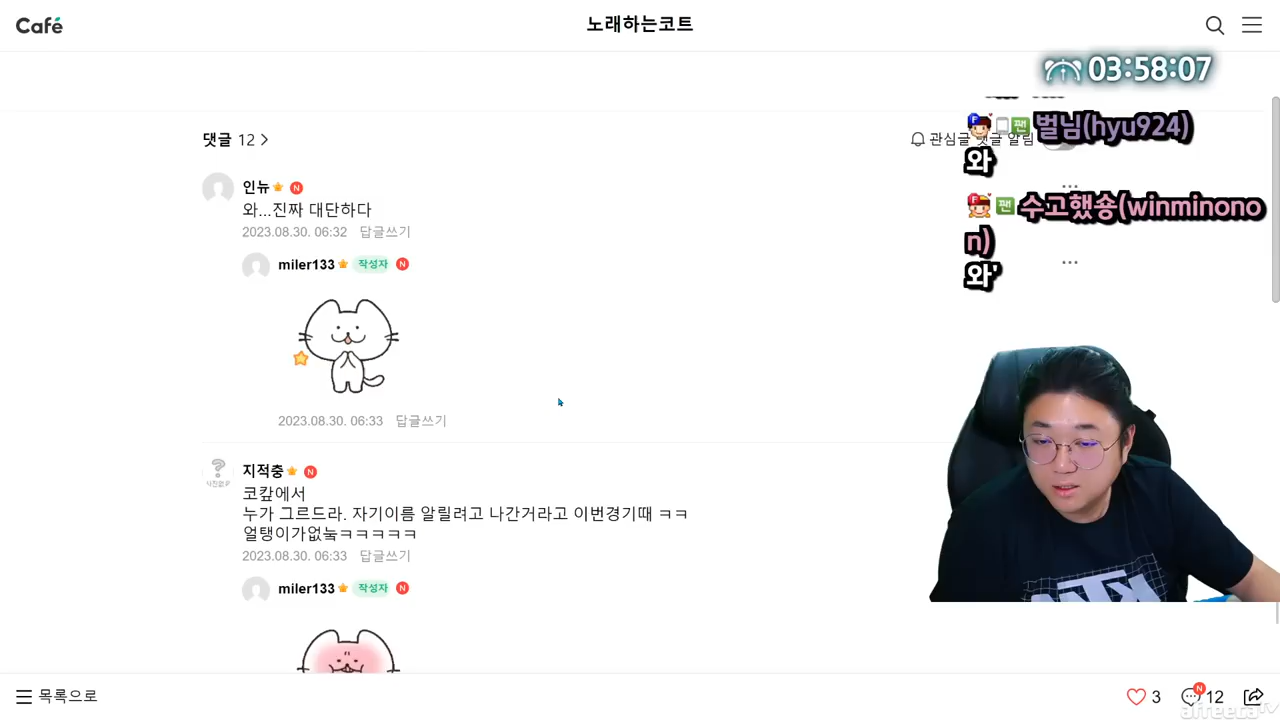 Café
노래하는코트
03:58:07
댓글 12
관심글 댓글 알림
벌님(hyu924)
와
수고했숑(winminono
n)
와'
인뉴
N
와...진짜 대단하다
2023.08.30. 06:32 답글쓰기
miler133 작성자 N
2023.08.30. 06:33 답글쓰기
지적충
N
코캎에서
누가 그르드라. 자기이름 알릴려고 나간거라고 이번경기때 ㅋㅋ
얼탱이가없눜ㅋㅋㅋㅋㅋ
2023.08.30. 06:33 답글쓰기
miler133 작성자 N
목록으로
3
N
12
afreecaTV